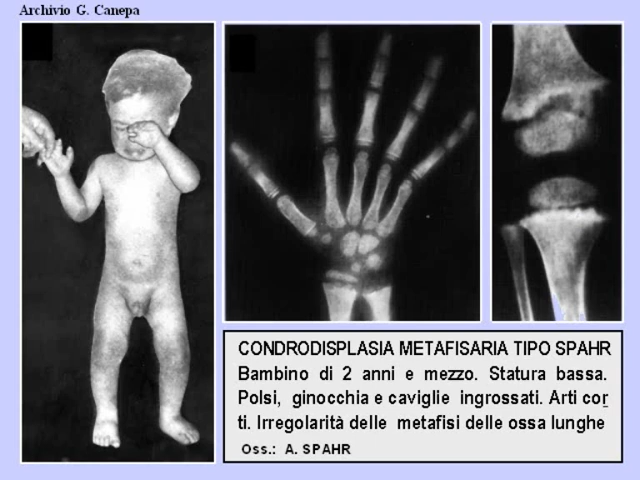 Archivio G. Canepa
CONDRODISPLASIA METAFISARIA TIPO SPAHR
Bambino di 2 anni e mezzo. Statura bassa.
Polsi, ginocchia e caviglie ingrossati. Arti cor_
ti. Irregolarità delle metafisi delle ossa lunghe
Oss.: A. SPAHR